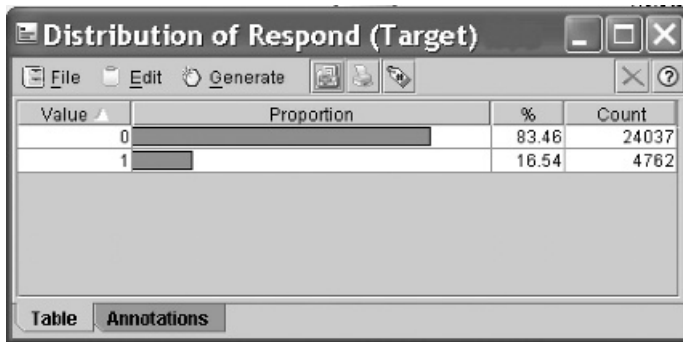 Distribution of Respond (Target)
File Edit Generate
Value Proportion % Count
0 83.46 24037
1 16.54 4762
Table Annotations